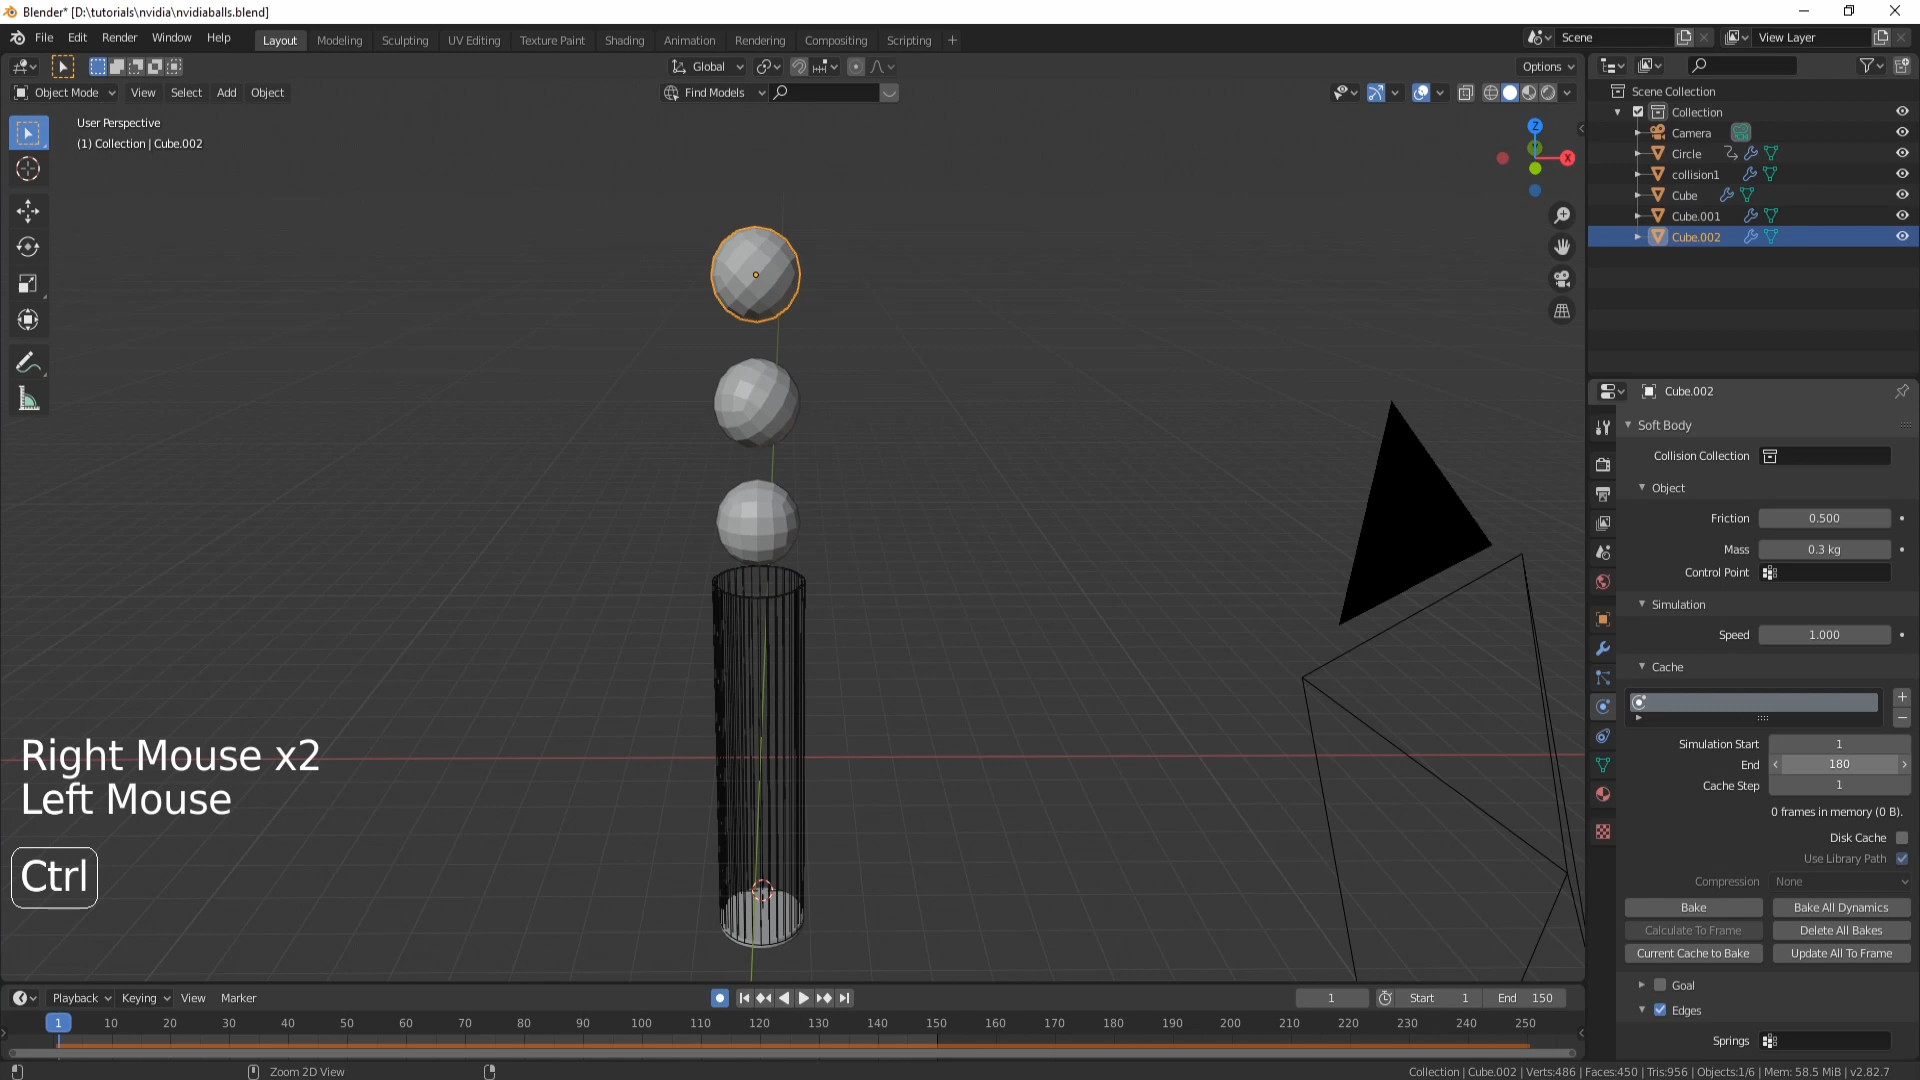 Blender* [D:\tutorials\nvidia\nvidiaballs.blend]
File Edit Render Window Help
Layout Modeling Sculpting UV Editing Texture Paint Shading Animation Rendering Compositing Scripting +
Scene
View Layer
Global
Options
Object Mode View Select Add Object
Find Models
User Perspective
(1) Collection | Cube.002
Z
Y
X
Right Mouse x2
Left Mouse
Ctrl
Scene Collection
Collection
Camera
Circle
collision1
Cube
Cube.001
Cube.002
Cube.002
Soft Body
Collision Collection
Object
Friction 0.500
Mass 0.3 kg
Control Point
Simulation
Speed 1.000
Cache
Simulation Start 1
End 180
Cache Step 1
0 frames in memory (0 B).
Disk Cache
Use Library Path
Compression None
Bake Bake All Dynamics
Calculate To Frame Delete All Bakes
Current Cache to Bake Update All To Frame
Goal
Edges
Springs
Playback Keying View Marker
1 Start 1 End 150
1 10 20 30 40 50 60 70 80 90 100 110 120 130 140 150 160 170 180 190 200 210 220 230 240 250
Zoom 2D View
Collection | Cube.002 | Verts:486 | Faces:450 | Tris:956 | Objects:1/6 | Mem: 58.5 MiB | v2.82.7